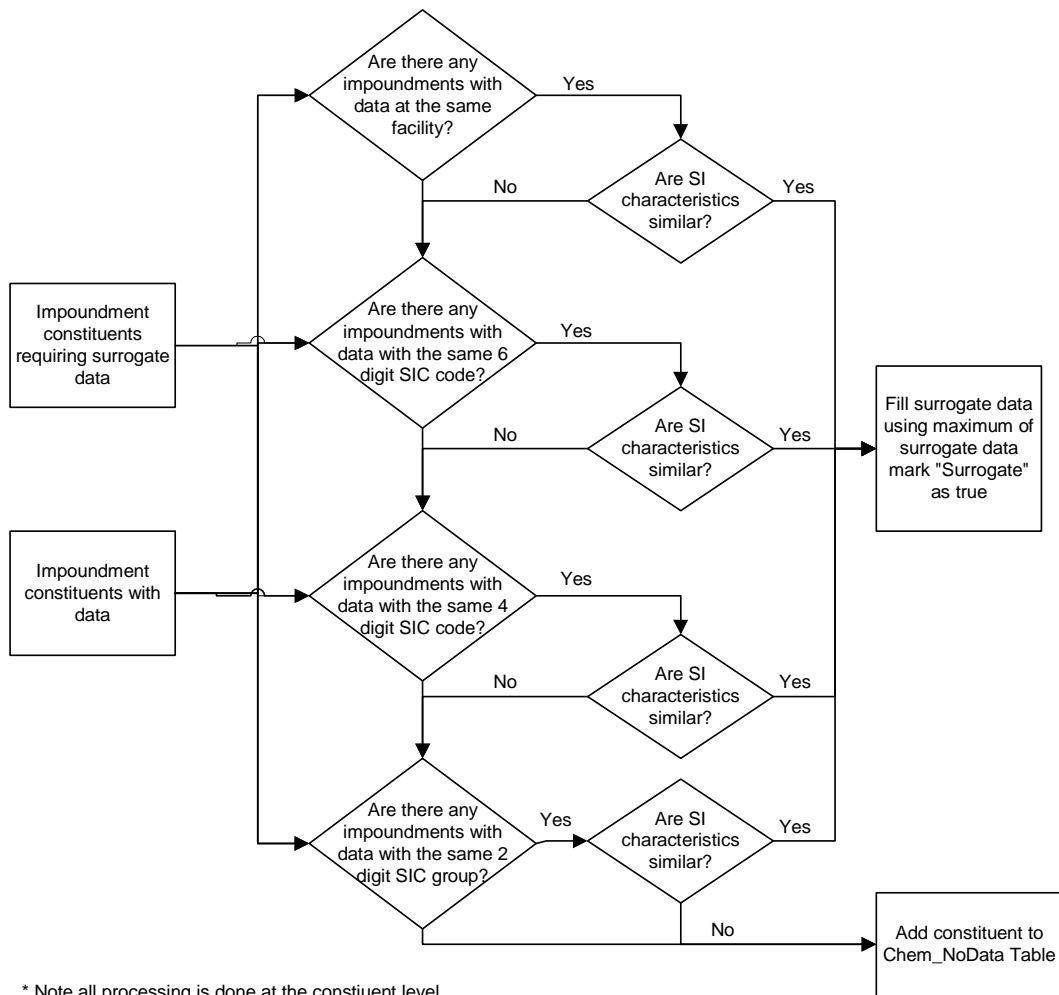 Are there any
impoundments with
data at the same
facility?
Yes
Are SI
characteristics
similar?
No
Yes
Are there any
impoundments with
data with the same 6
digit SIC code?
Yes
Are SI
characteristics
similar?
No
Yes
Impoundment
constituents
requiring surrogate
data
Fill surrogate data
using maximum of
surrogate data
mark "Surrogate"
as true
Impoundment
constituents with
data
Are there any
impoundments with
data with the same 4
digit SIC code?
Yes
Are SI
characteristics
similar?
No
Yes
Are there any
impoundments with
data with the same 2
digit SIC group?
Yes
Are SI
characteristics
similar?
Yes
No
Add constituent to
Chem_NoData Table
* Note all processing is done at the constiuent level